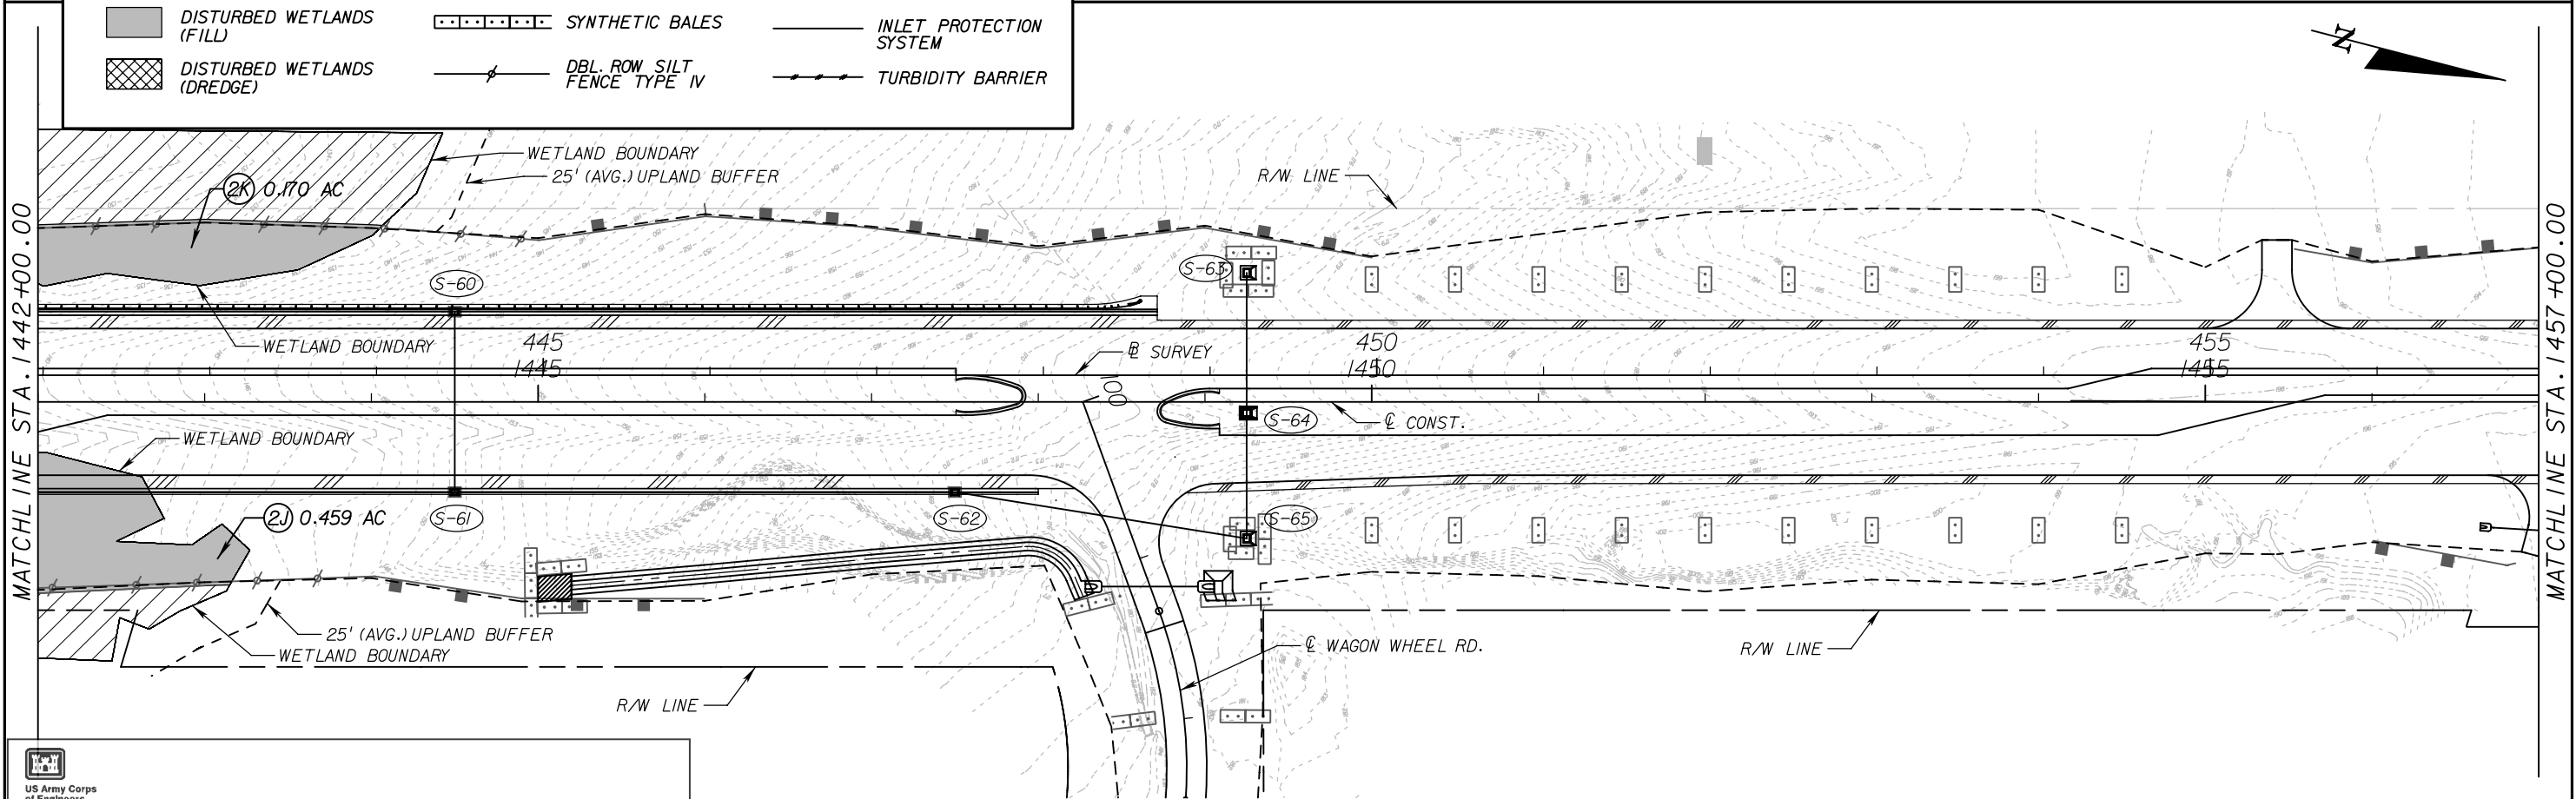 DISTURBED WETLANDS
(FILL)
SYNTHETIC BALES
INLET PROTECTION
SYSTEM
DISTURBED WETLANDS
(DREDGE)
DBL. ROW SILT
FENCE TYPE IV
TURBIDITY BARRIER
N
WETLAND BOUNDARY
25' (AVG.) UPLAND BUFFER
R/W LINE
2K 0.170 AC
S-63
S-60
WETLAND BOUNDARY
445
450
455
1445
1450
1455
℄ SURVEY
100
WETLAND BOUNDARY
S-64
℄ CONST.
2J 0.459 AC
S-61
S-62
S-65
25' (AVG.) UPLAND BUFFER
WETLAND BOUNDARY
℄ WAGON WHEEL RD.
R/W LINE
R/W LINE
MATCHLINE STA. 1442+00.00
MATCHLINE STA. 1457+00.00
US Army Corps
of Engineers